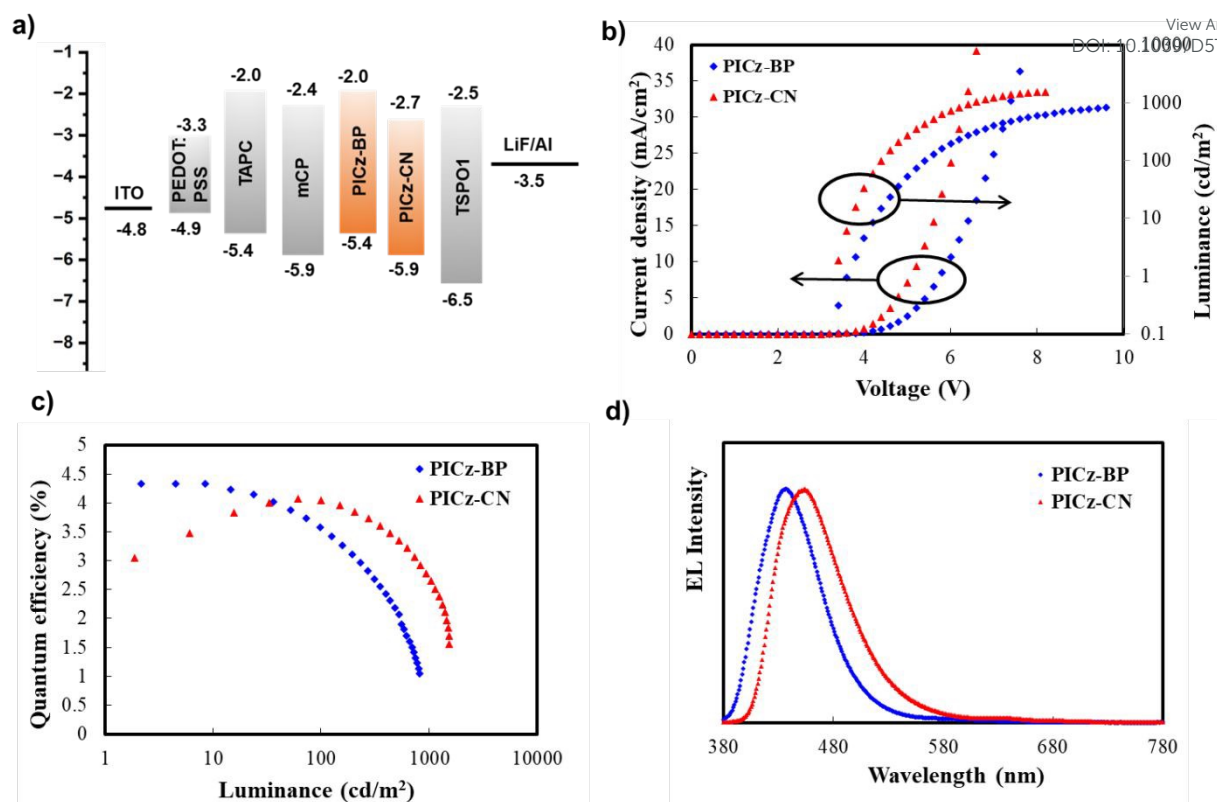 a)
−1
−2
−3
−4
−5
−6
−7
−8
ITO
-4.8
-3.3
PEDOT:
PSS
-4.9
-2.0
TAPC
-5.4
-2.4
mCP
-5.9
-2.0
PICz-BP
-5.4
-2.7
PICz-CN
-5.9
-2.5
TSPO1
-6.5
LiF/Al
-3.5
b)
View A
PICz-BP
PICz-CN
Current density (mA/cm²)
40
35
30
25
20
15
10
5
0
0 2 4 6 8 10
Voltage (V)
10000
1000
100
10
1
0.1
Luminance (cd/m²)
c)
PICz-BP
PICz-CN
Quantum efficiency (%)
5
4.5
4
3.5
3
2.5
2
1.5
1
0.5
0
1 10 100 1000 10000
Luminance (cd/m²)
d)
PICz-BP
PICz-CN
EL Intensity
380 480 580 680 780
Wavelength (nm)